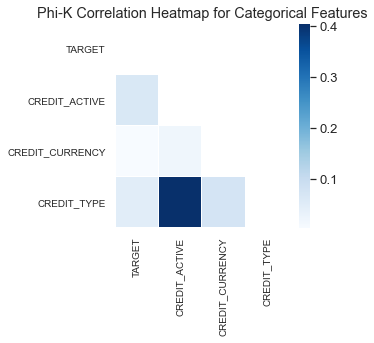 Phi-K Correlation Heatmap for Categorical Features
TARGET
CREDIT_ACTIVE
CREDIT_CURRENCY
CREDIT_TYPE
0.4
0.3
0.2
0.1
TARGET
CREDIT_ACTIVE
CREDIT_CURRENCY
CREDIT_TYPE